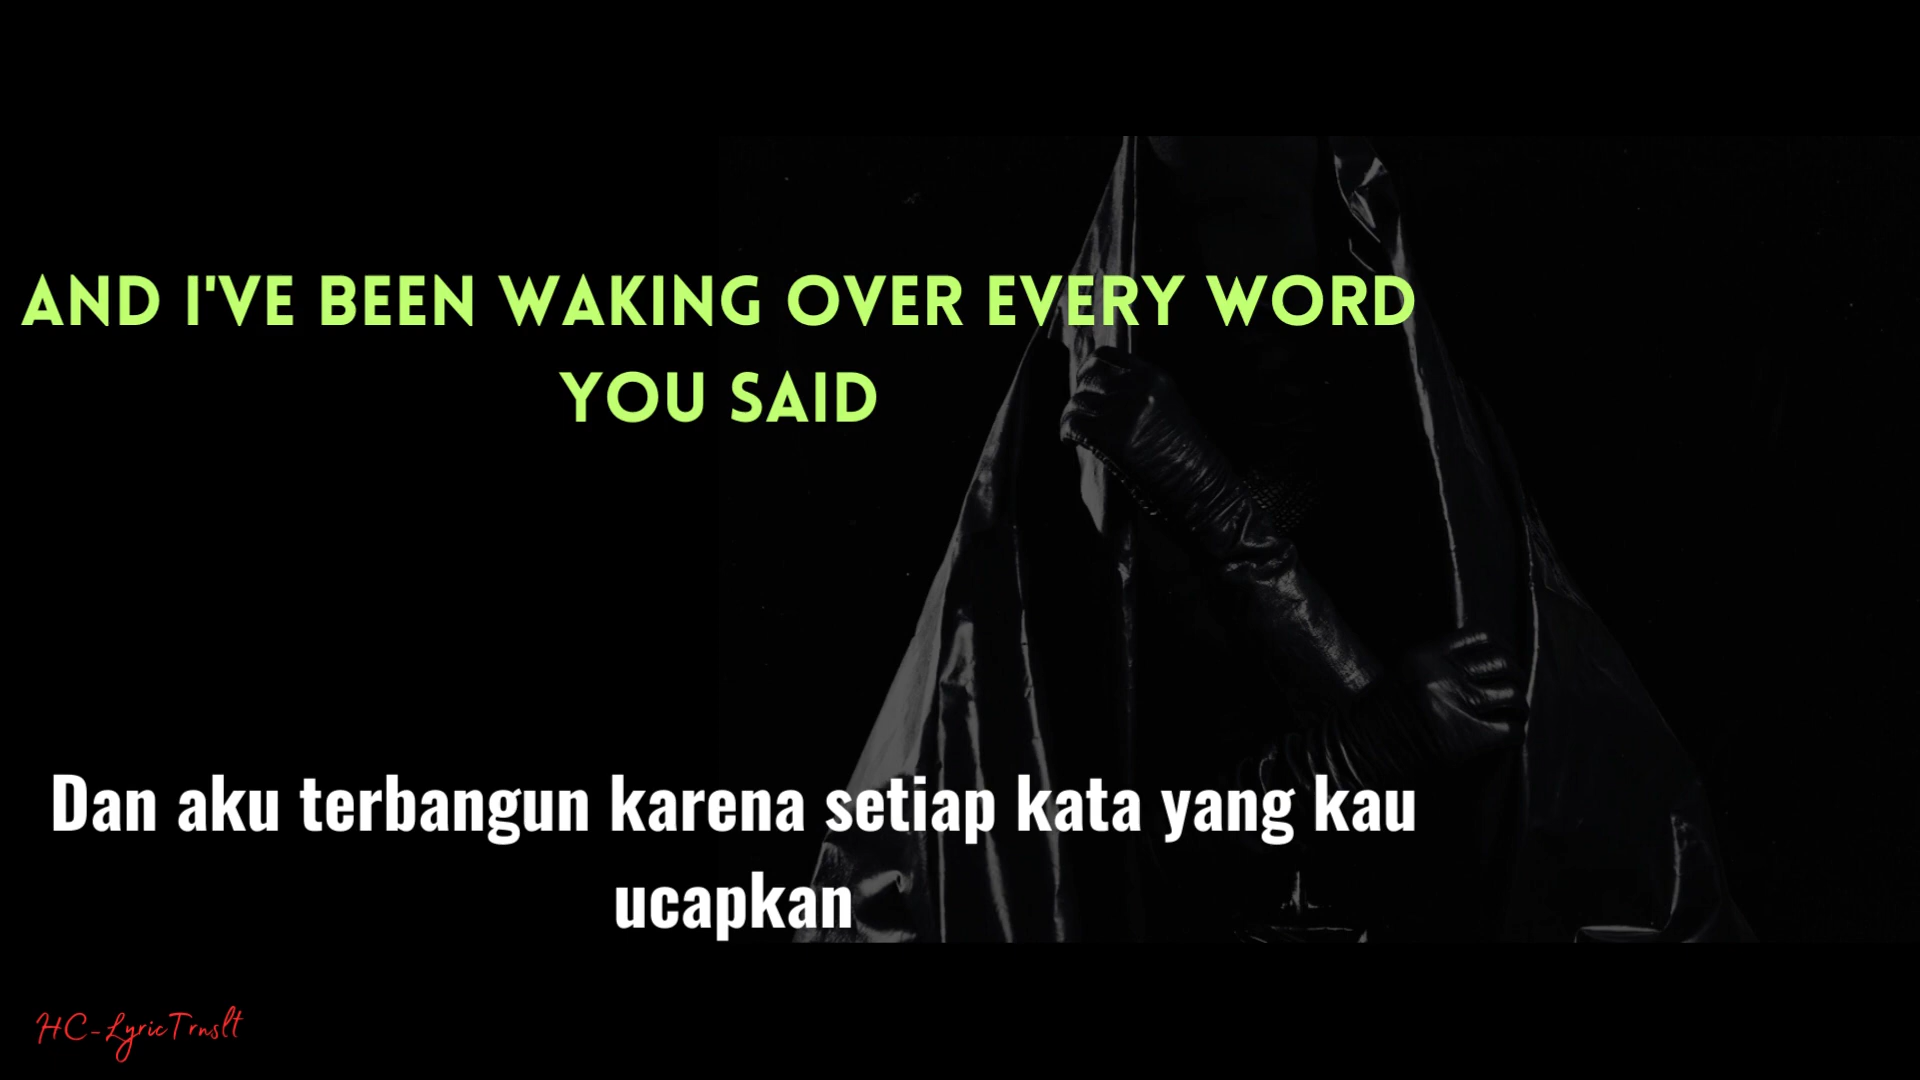 AND I'VE BEEN WAKING OVER EVERY WORD
YOU SAID
Dan aku terbangun karena setiap kata yang kau
ucapkan
HC-LyricTrnslt